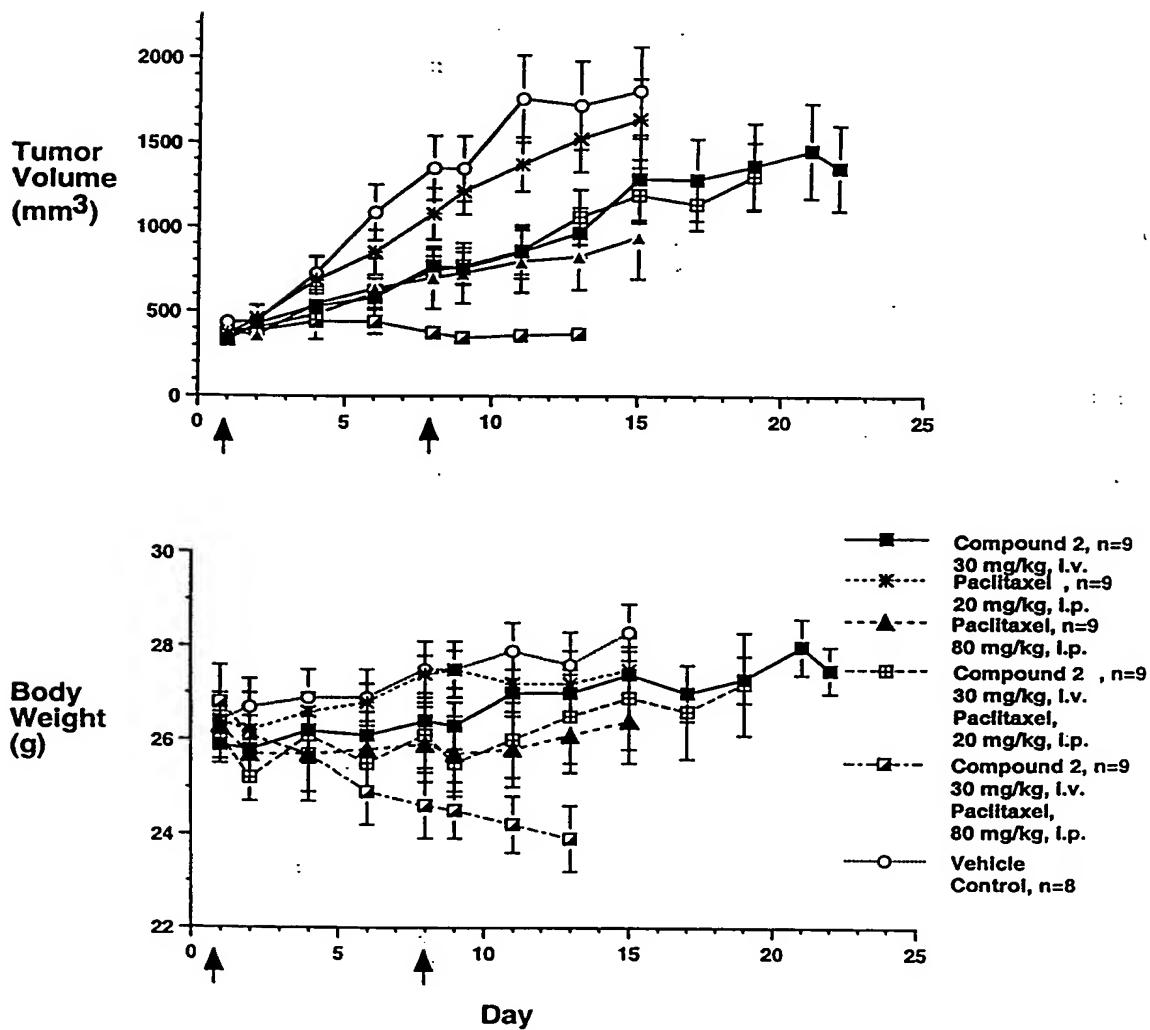 2000
Tumor
Volume
(mm3)
1500
1000
500
0
0 5 10 15 20 25
Body
Weight
(g)
30
28
26
24
22
0 5 10 15 20 25
Day
Compound 2, n=9
30 mg/kg, i.v.
Paclitaxel , n=9
20 mg/kg, i.p.
Paclitaxel, n=9
80 mg/kg, i.p.
Compound 2 , n=9
30 mg/kg, i.v.
Paclitaxel,
20 mg/kg, i.p.
Compound 2, n=9
30 mg/kg, i.v.
Paclitaxel,
80 mg/kg, i.p.
Vehicle
Control, n=8